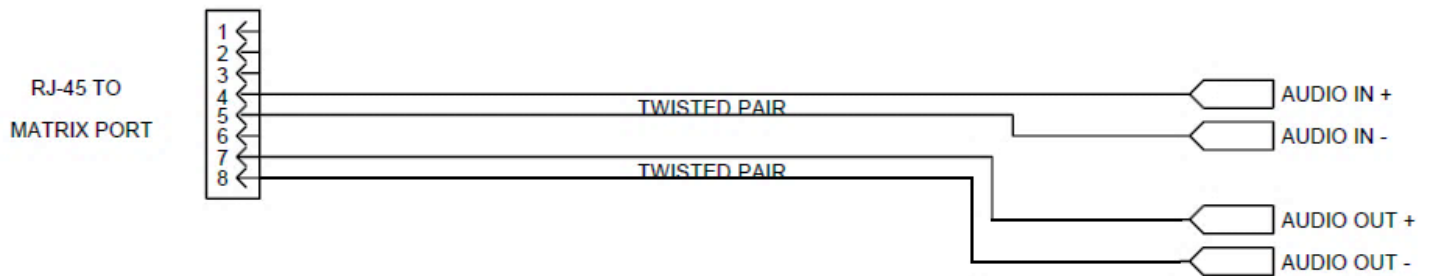 RJ-45 TO
MATRIX PORT
1
2
3
4
5
6
7
8
TWISTED PAIR
TWISTED PAIR
AUDIO IN +
AUDIO IN -
AUDIO OUT +
AUDIO OUT -